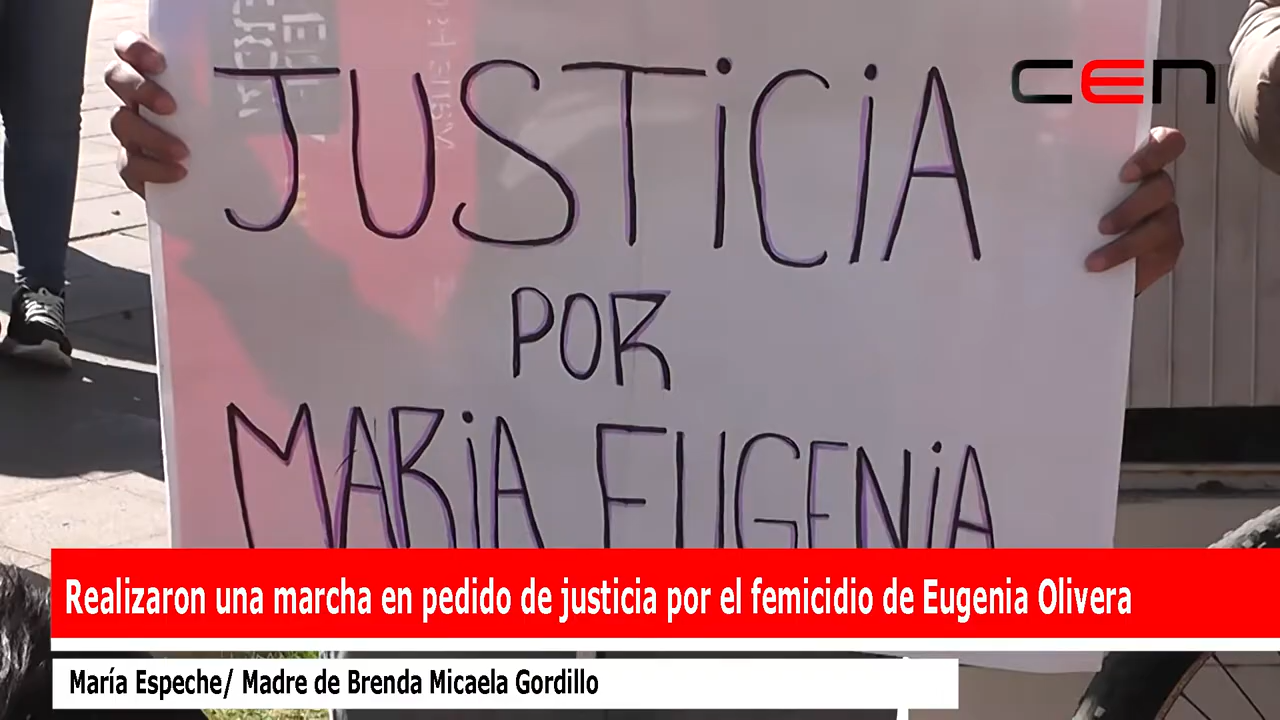 CEN
JUSTICIA
POR
MARIA EUGENIA
Realizaron una marcha en pedido de justicia por el femicidio de Eugenia Olivera
María Espeche/ Madre de Brenda Micaela Gordillo